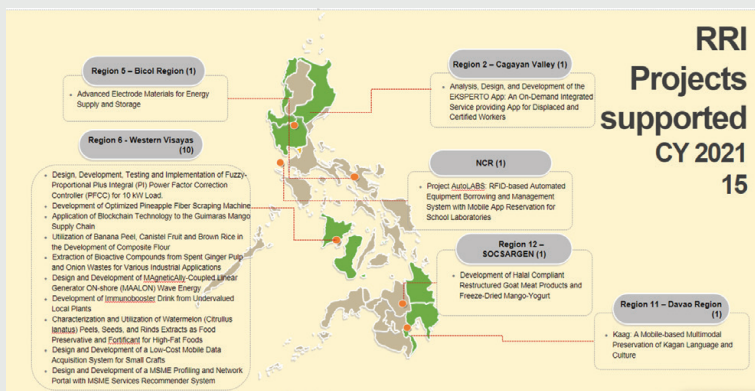 RRI
Projects
supported
CY 2021
15
Region 5 – Bicol Region (1)
• Advanced Electrode Materials for Energy
Supply and Storage
Region 2 – Cagayan Valley (1)
• Analysis, Design, and Development of the
EKSPERTO App: An On-Demand Integrated
Service providing App for Displaced and
Certified Workers
Region 6 - Western Visayas
(10)
• Design, Development, Testing and Implementation of Fuzzy-
Proportional Plus Integral (PI) Power Factor Correction
Controller (PFCC) for 10 kW Load.
• Development of Optimized Pineapple Fiber Scraping Machine
• Application of Blockchain Technology to the Guimaras Mango
Supply Chain
• Utilization of Banana Peel, Canistel Fruit and Brown Rice in
the Development of Composite Flour
• Extraction of Bioactive Compounds from Spent Ginger Pulp
and Onion Wastes for Various Industrial Applications
• Design and Development of MAgnetically-Coupled Linear
Generator ON-shore (MAALON) Wave Energy
• Development of Immunobooster Drink from Undervalued
Local Plants
• Characterization and Utilization of Watermelon (Citrullus
lanatus) Peels, Seeds, and Rinds Extracts as Food
Preservative and Fortificant for High-Fat Foods
• Design and Development of a Low-Cost Mobile Data
Acquisition System for Small Crafts
• Design and Development of a MSME Profiling and Network
Portal with MSME Services Recommender System
NCR (1)
• Project AutoLABS: RFID-based Automated
Equipment Borrowing and Management
System with Mobile App Reservation for
School Laboratories
Region 12 –
SOCSARGEN (1)
• Development of Halal Compliant
Restructured Goat Meat Products and
Freeze-Dried Mango-Yogurt
Region 11 – Davao Region
(1)
• Kaag: A Mobile-based Multimodal
Preservation of Kagan Language and
Culture